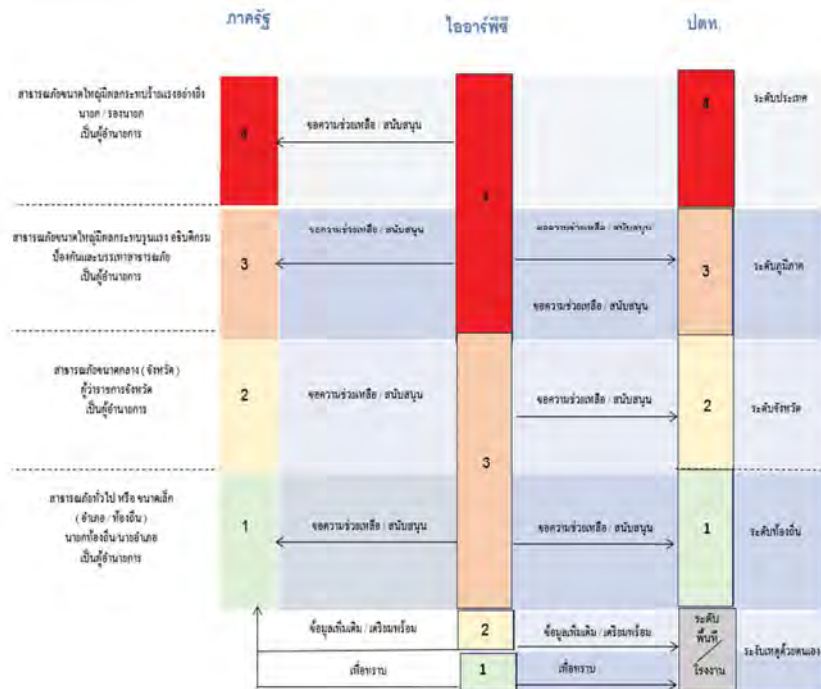 ภาครัฐ
ไออาร์พีซี
ปตท.
สาธารณภัยขนาดใหญ่มีผลกระทบร้ายแรงอย่างยิ่ง
นายก / รองนายก
เป็นผู้อำนวยการ
4
ขอความช่วยเหลือ / สนับสนุน
4
4
ระดับประเทศ
สาธารณภัยขนาดใหญ่มีผลกระทบรุนแรง อธิบดีกรม
ป้องกันและบรรเทาสาธารณภัย
เป็นผู้อำนวยการ
3
ขอความช่วยเหลือ / สนับสนุน
ขอความช่วยเหลือ / สนับสนุน
ขอความช่วยเหลือ / สนับสนุน
3
ระดับภูมิภาค
สาธารณภัยขนาดกลาง ( จังหวัด )
ผู้ว่าราชการจังหวัด
เป็นผู้อำนวยการ
2
ขอความช่วยเหลือ / สนับสนุน
3
ขอความช่วยเหลือ / สนับสนุน
2
ระดับจังหวัด
สาธารณภัยทั่วไป หรือ ขนาดเล็ก
( อำเภอ / ท้องถิ่น )
นายกท้องถิ่น/นายอำเภอ
เป็นผู้อำนวยการ
1
ขอความช่วยเหลือ / สนับสนุน
ขอความช่วยเหลือ / สนับสนุน
1
ระดับท้องถิ่น
ข้อมูลเพิ่มเติม / เตรียมพร้อม
2
ข้อมูลเพิ่มเติม / เตรียมพร้อม
ระดับ
พื้นที่
/
โรงงาน
ระงับเหตุด้วยตนเอง
เพื่อทราบ
1
เพื่อทราบ